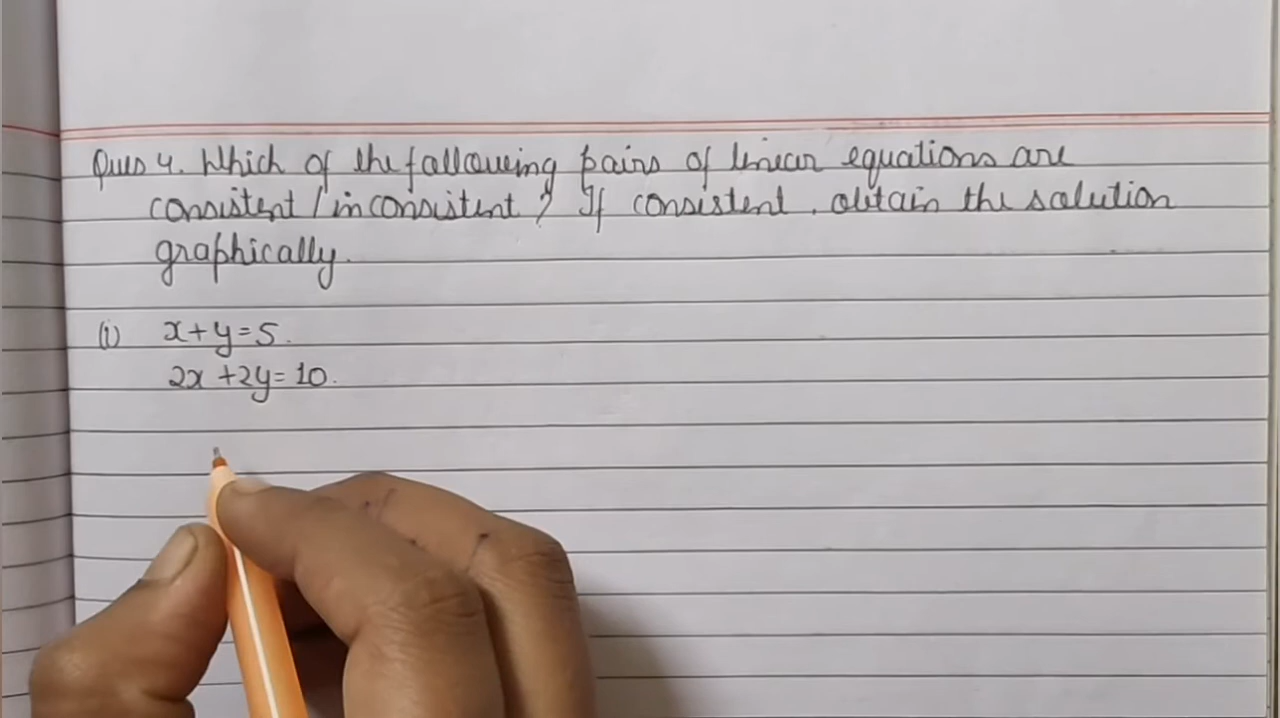 Ques 4. Which of the following pairs of linear equations are
consistent / inconsistent ? If consistent, obtain the solution
graphically.
(i) x+y=5.
2x+2y=10.